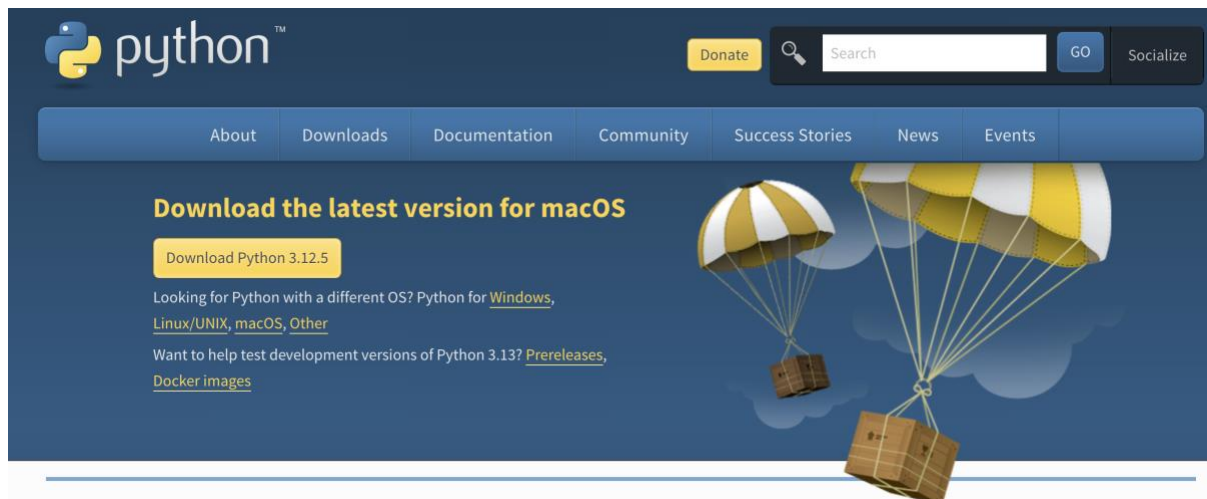 python™
Donate
Search
GO
Socialize
About Downloads Documentation Community Success Stories News Events
Download the latest version for macOS
Download Python 3.12.5
Looking for Python with a different OS? Python for Windows,
Linux/UNIX, macOS, Other
Want to help test development versions of Python 3.13? Prereleases,
Docker images